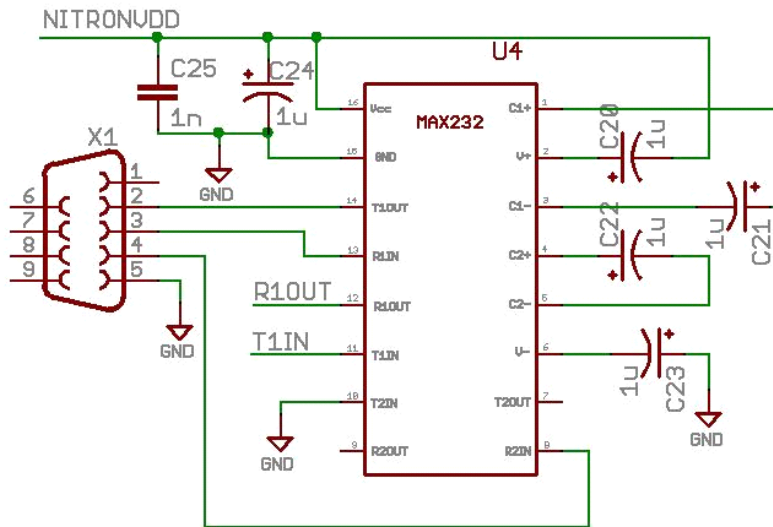 NITRONVDD
C25
1n
C24
1u
U4
MAX232
X1
1
2
3
4
5
6
7
8
9
GND
GND
GND
R1OUT
T1IN
16 Vcc
15 GND
14 T1OUT
13 R1IN
12 R1OUT
11 T1IN
10 T2IN
9 R2OUT
C1+ 1
V+ 2
C1- 3
C2+ 4
C2- 5
V- 6
T2OUT 7
R2IN 8
C20
1u
C21
1u
C22
1u
C23
1u
GND